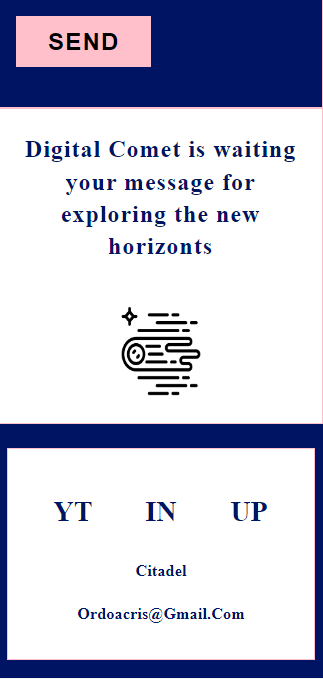 SEND
Digital Comet is waiting
your message for
exploring the new
horizonts
YT IN UP
Citadel
Ordoacris@Gmail.Com